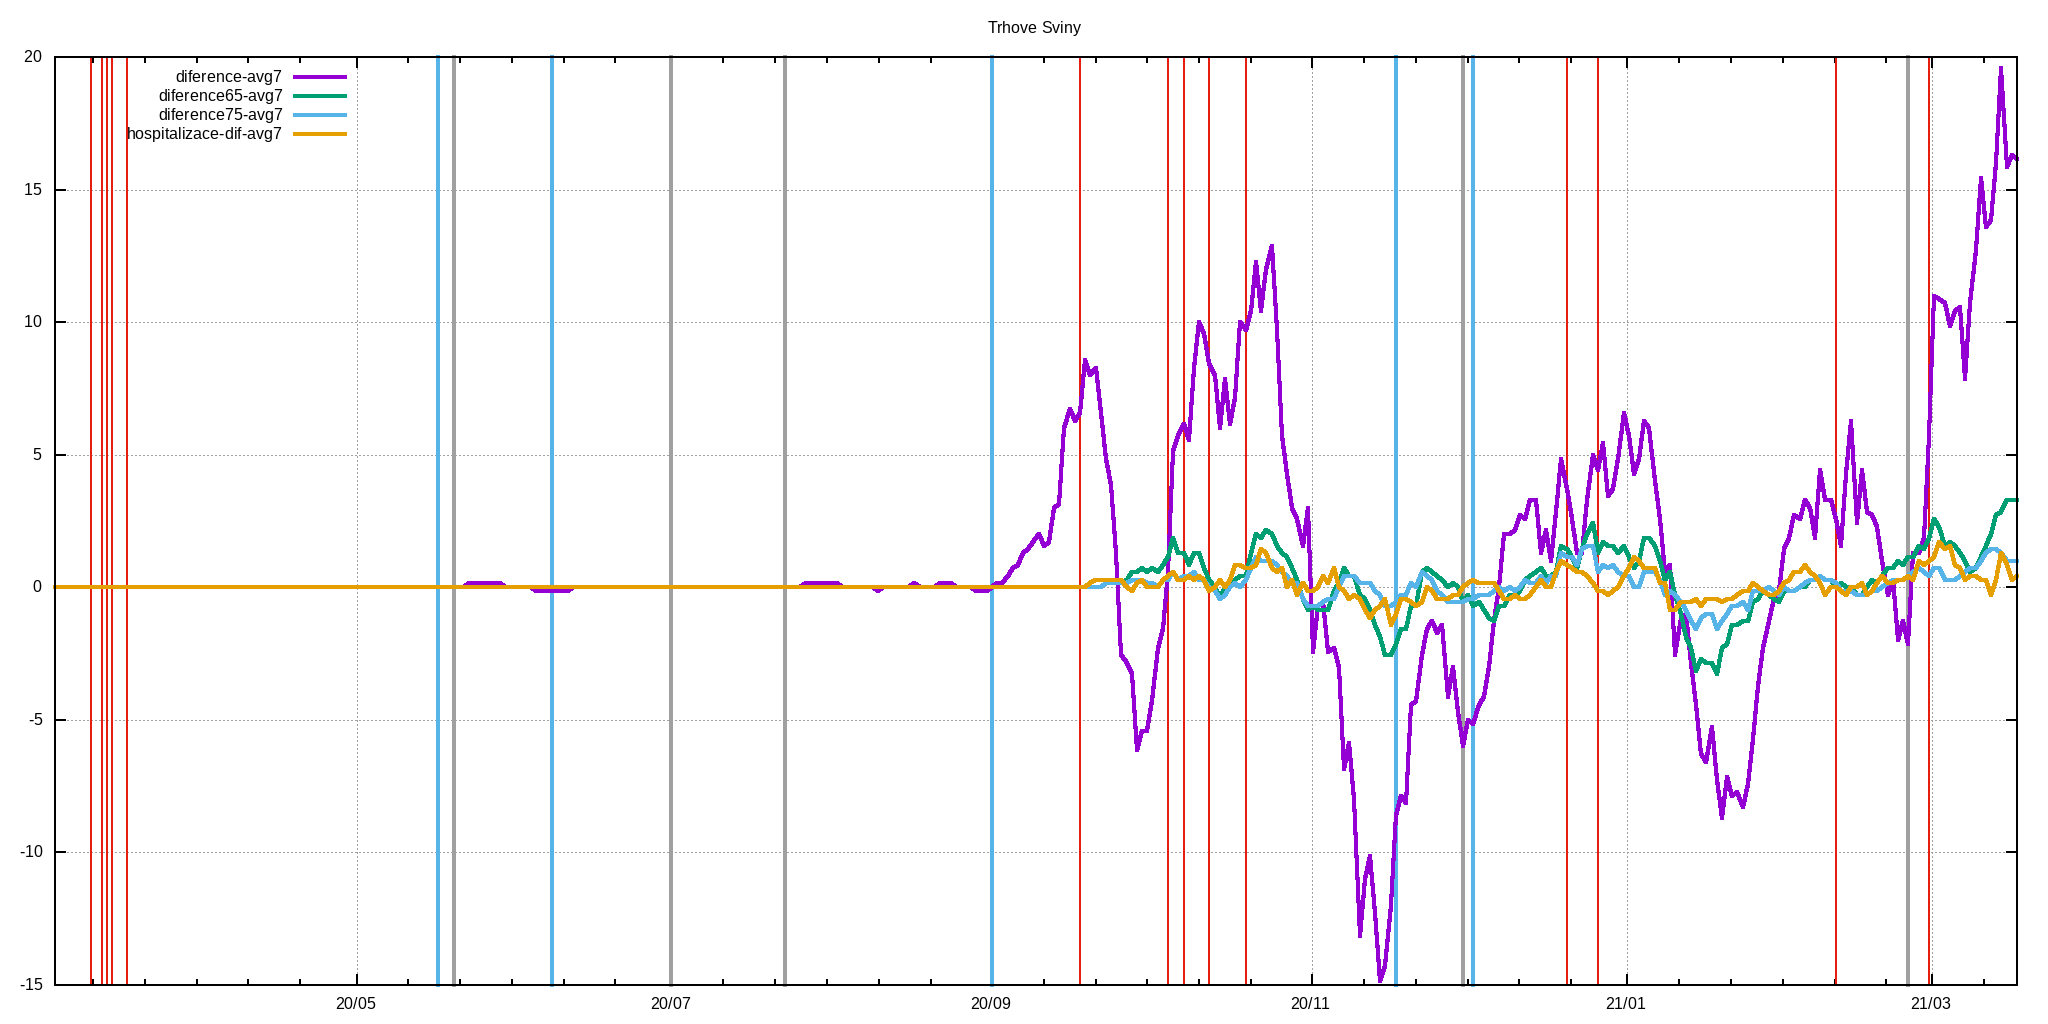 Trhove Sviny
diference-avg7
diference65-avg7
diference75-avg7
hospitalizace-dif-avg7
20
15
10
5
0
-5
-10
-15
20/05 20/07 20/09 20/11 21/01 21/03